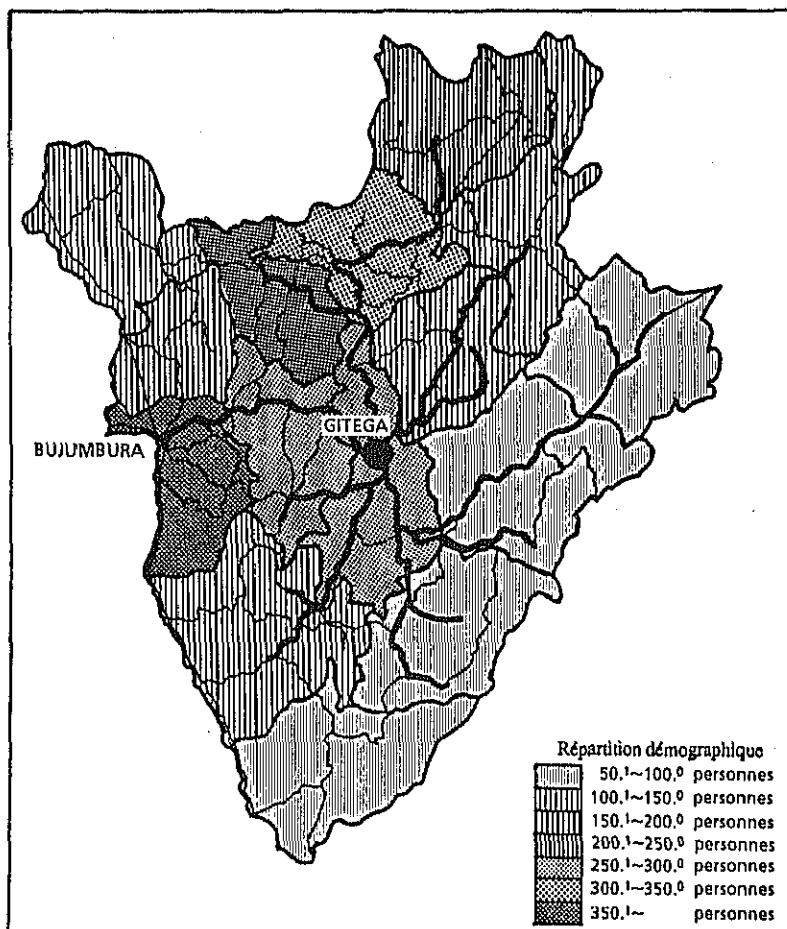 GITEGA
BUJUMBURA
Répartition démographique
50.1~100.0 personnes
100.1~150.0 personnes
150.1~200.0 personnes
200.1~250.0 personnes
250.1~300.0 personnes
300.1~350.0 personnes
350.1~ personnes